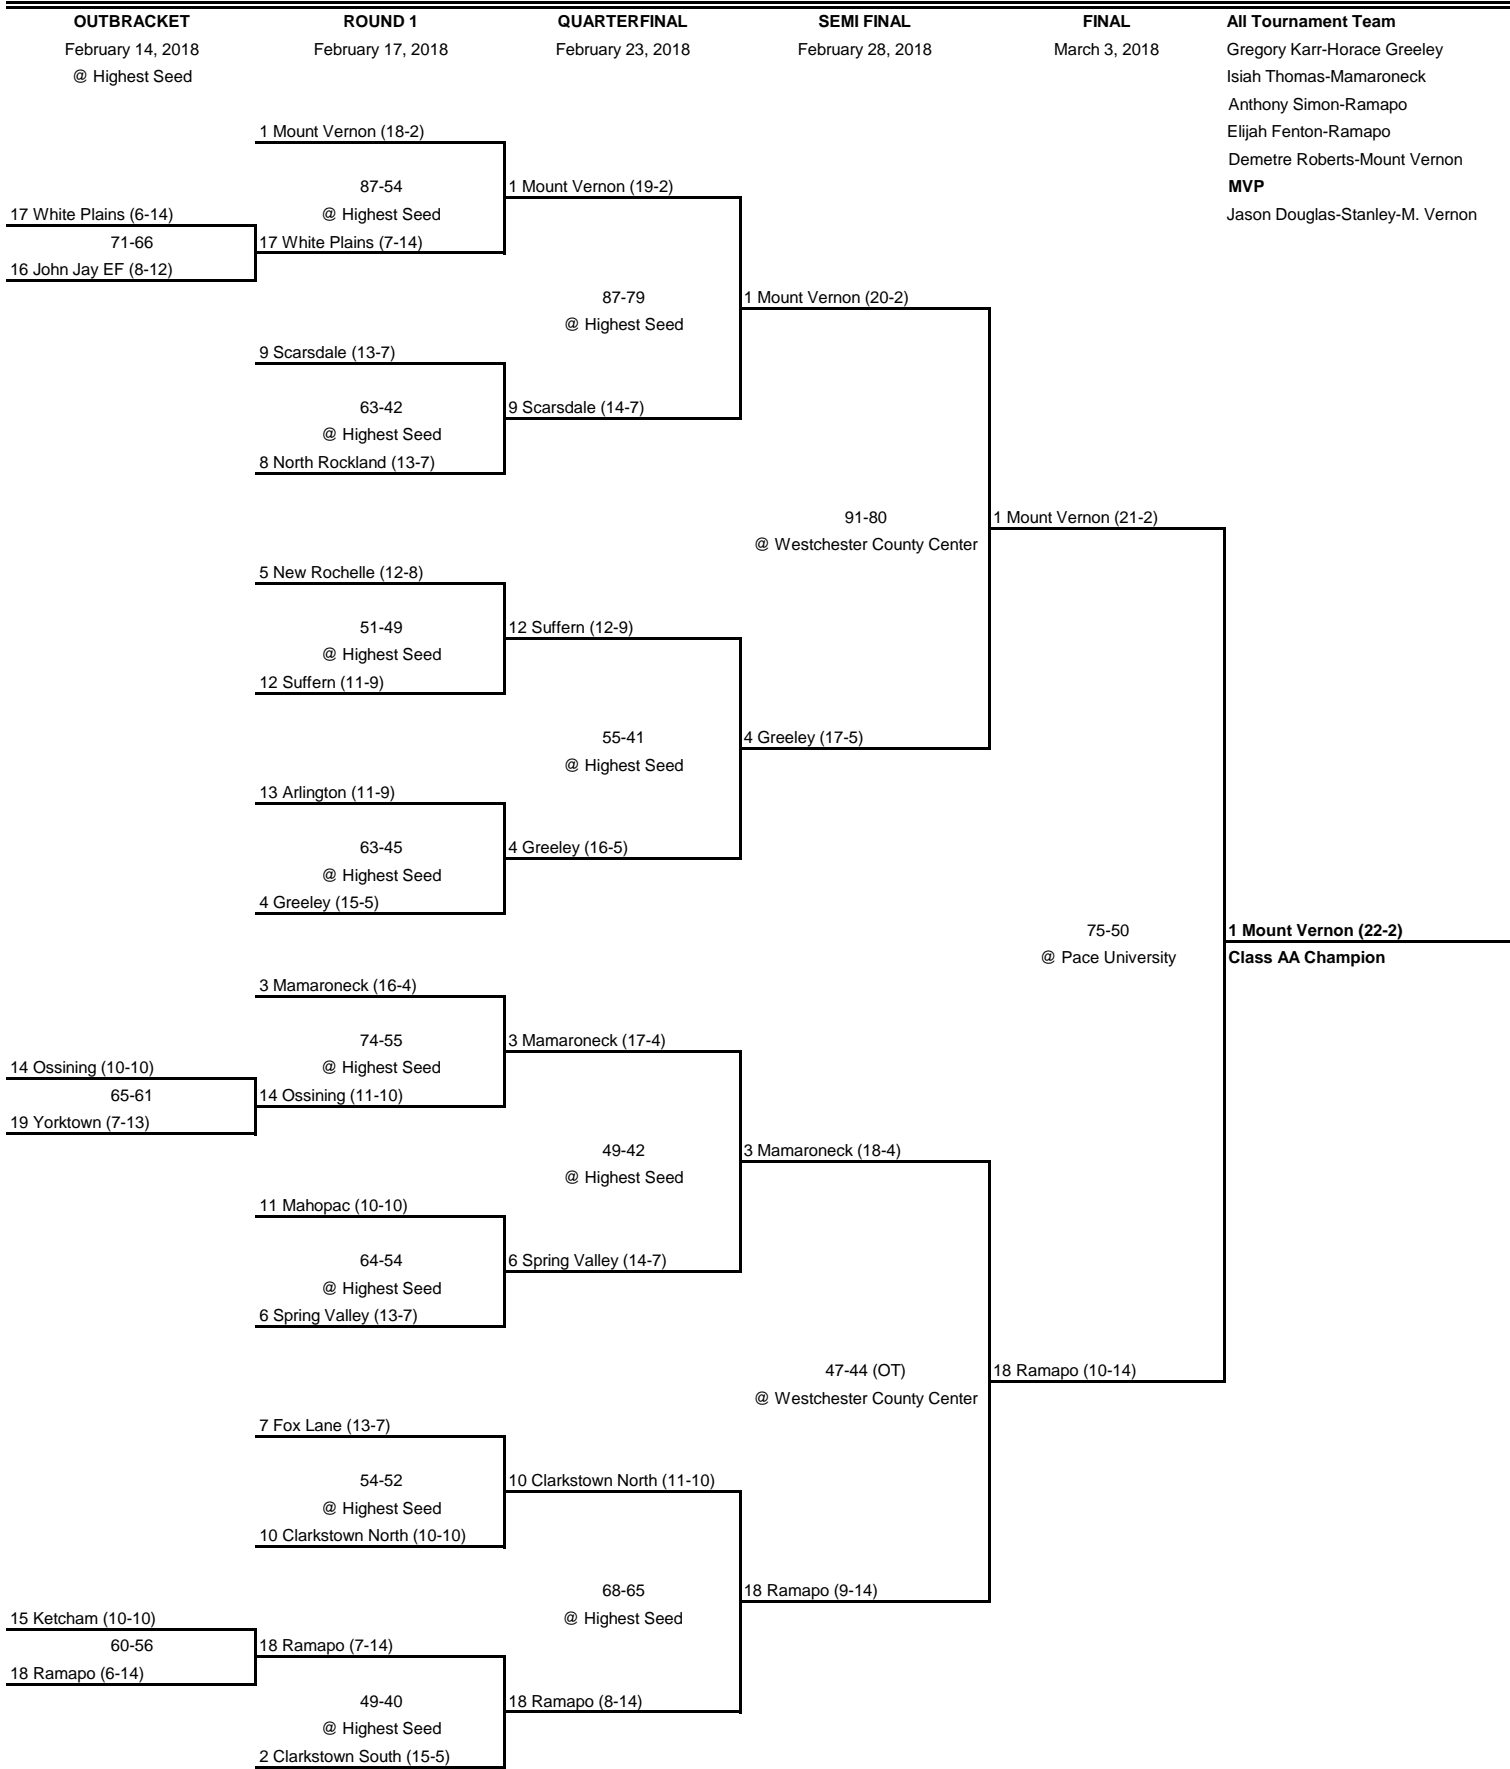 OUTBRACKET ROUND 1 QUARTERFINAL SEMI FINAL FINAL All Tournament Team
February 14, 2018 February 17, 2018 February 23, 2018 February 28, 2018 March 3, 2018 Gregory Karr-Horace Greeley
@ Highest Seed Isiah Thomas-Mamaroneck
Anthony Simon-Ramapo
1 Mount Vernon (18-2) Elijah Fenton-Ramapo
Demetre Roberts-Mount Vernon
87-54 1 Mount Vernon (19-2) MVP
17 White Plains (6-14) @ Highest Seed Jason Douglas-Stanley-M. Vernon
71-66 17 White Plains (7-14)
16 John Jay EF (8-12)
87-79 1 Mount Vernon (20-2)
@ Highest Seed
9 Scarsdale (13-7)
63-42 9 Scarsdale (14-7)
@ Highest Seed
8 North Rockland (13-7)
91-80 1 Mount Vernon (21-2)
@ Westchester County Center
5 New Rochelle (12-8)
51-49 12 Suffern (12-9)
@ Highest Seed
12 Suffern (11-9)
55-41 4 Greeley (17-5)
@ Highest Seed
13 Arlington (11-9)
63-45 4 Greeley (16-5)
@ Highest Seed
4 Greeley (15-5)
75-50 1 Mount Vernon (22-2)
@ Pace University Class AA Champion
3 Mamaroneck (16-4)
74-55 3 Mamaroneck (17-4)
14 Ossining (10-10) @ Highest Seed
65-61 14 Ossining (11-10)
19 Yorktown (7-13)
49-42 3 Mamaroneck (18-4)
@ Highest Seed
11 Mahopac (10-10)
64-54 6 Spring Valley (14-7)
@ Highest Seed
6 Spring Valley (13-7)
47-44 (OT) 18 Ramapo (10-14)
@ Westchester County Center
7 Fox Lane (13-7)
54-52 10 Clarkstown North (11-10)
@ Highest Seed
10 Clarkstown North (10-10)
68-65 18 Ramapo (9-14)
15 Ketcham (10-10) @ Highest Seed
60-56 18 Ramapo (7-14)
18 Ramapo (6-14)
49-40 18 Ramapo (8-14)
@ Highest Seed
2 Clarkstown South (15-5)